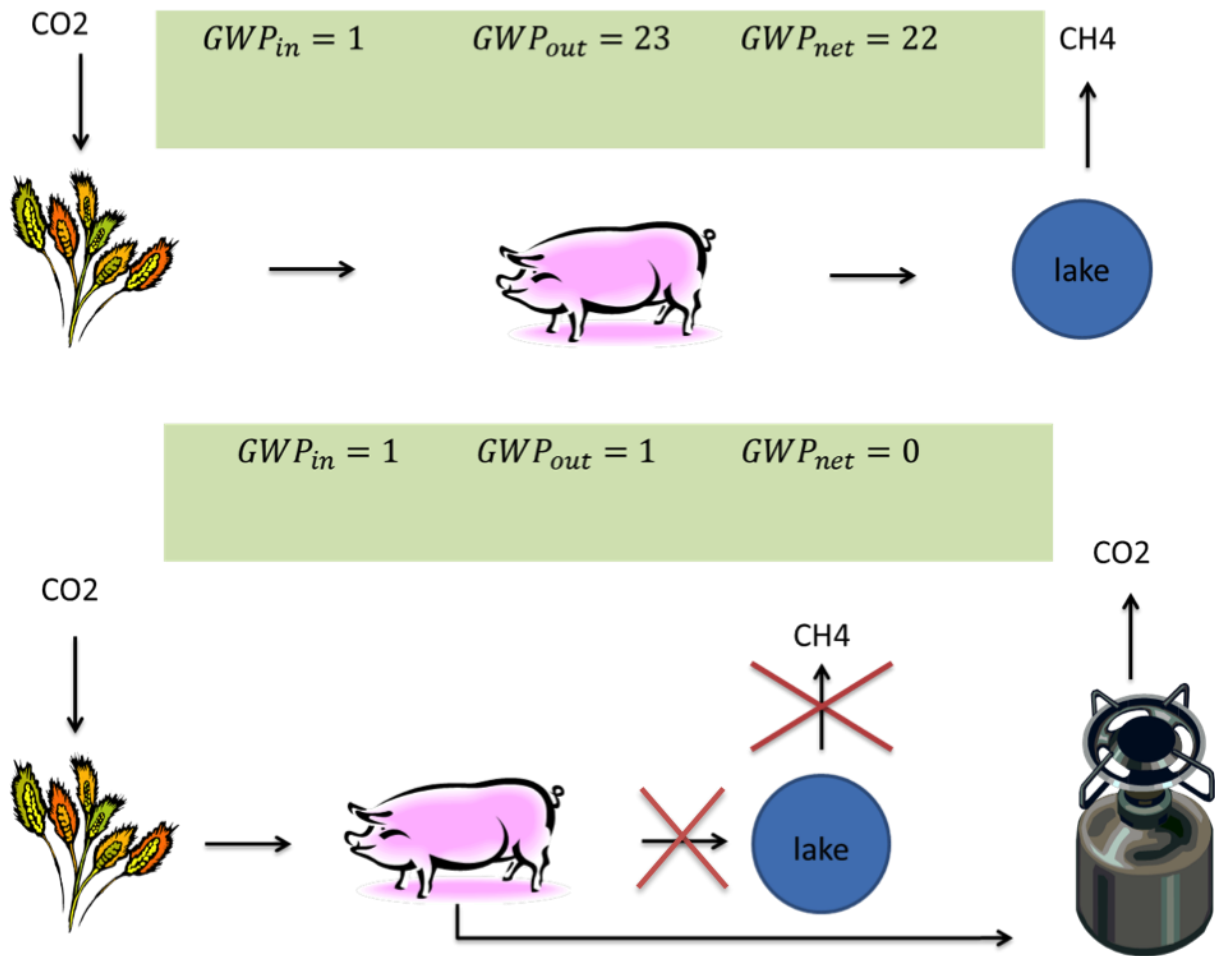 CO2
GWP_in = 1 GWP_out = 23 GWP_net = 22
CH4
lake
GWP_in = 1 GWP_out = 1 GWP_net = 0
CO2
CO2
CH4
lake